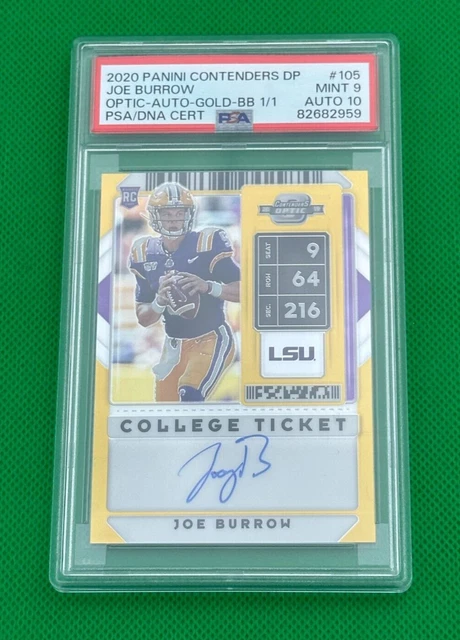 2020 PANINI CONTENDERS DP #105
JOE BURROW MINT 9
OPTIC-AUTO-GOLD-BB 1/1 AUTO 10
PSA/DNA CERT PSA 82682959
RC
CONTENDERS
OPTIC
SEAT 9
ROW 64
SEC. 216
LSU
COLLEGE TICKET
Joey B
JOE BURROW